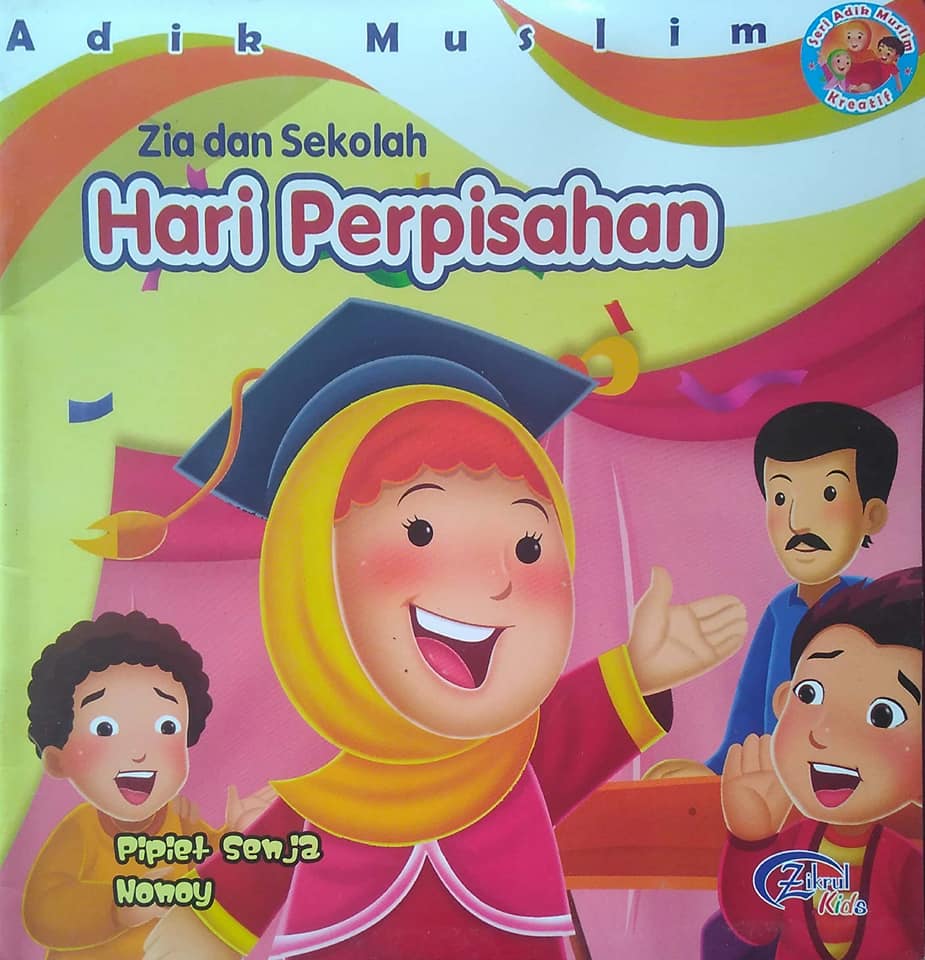 Adik Muslim
Seri Adik Muslim
Kreatif
Zia dan Sekolah
Hari Perpisahan
Pipiet Senja
Nonoy
Zikrul
Kids